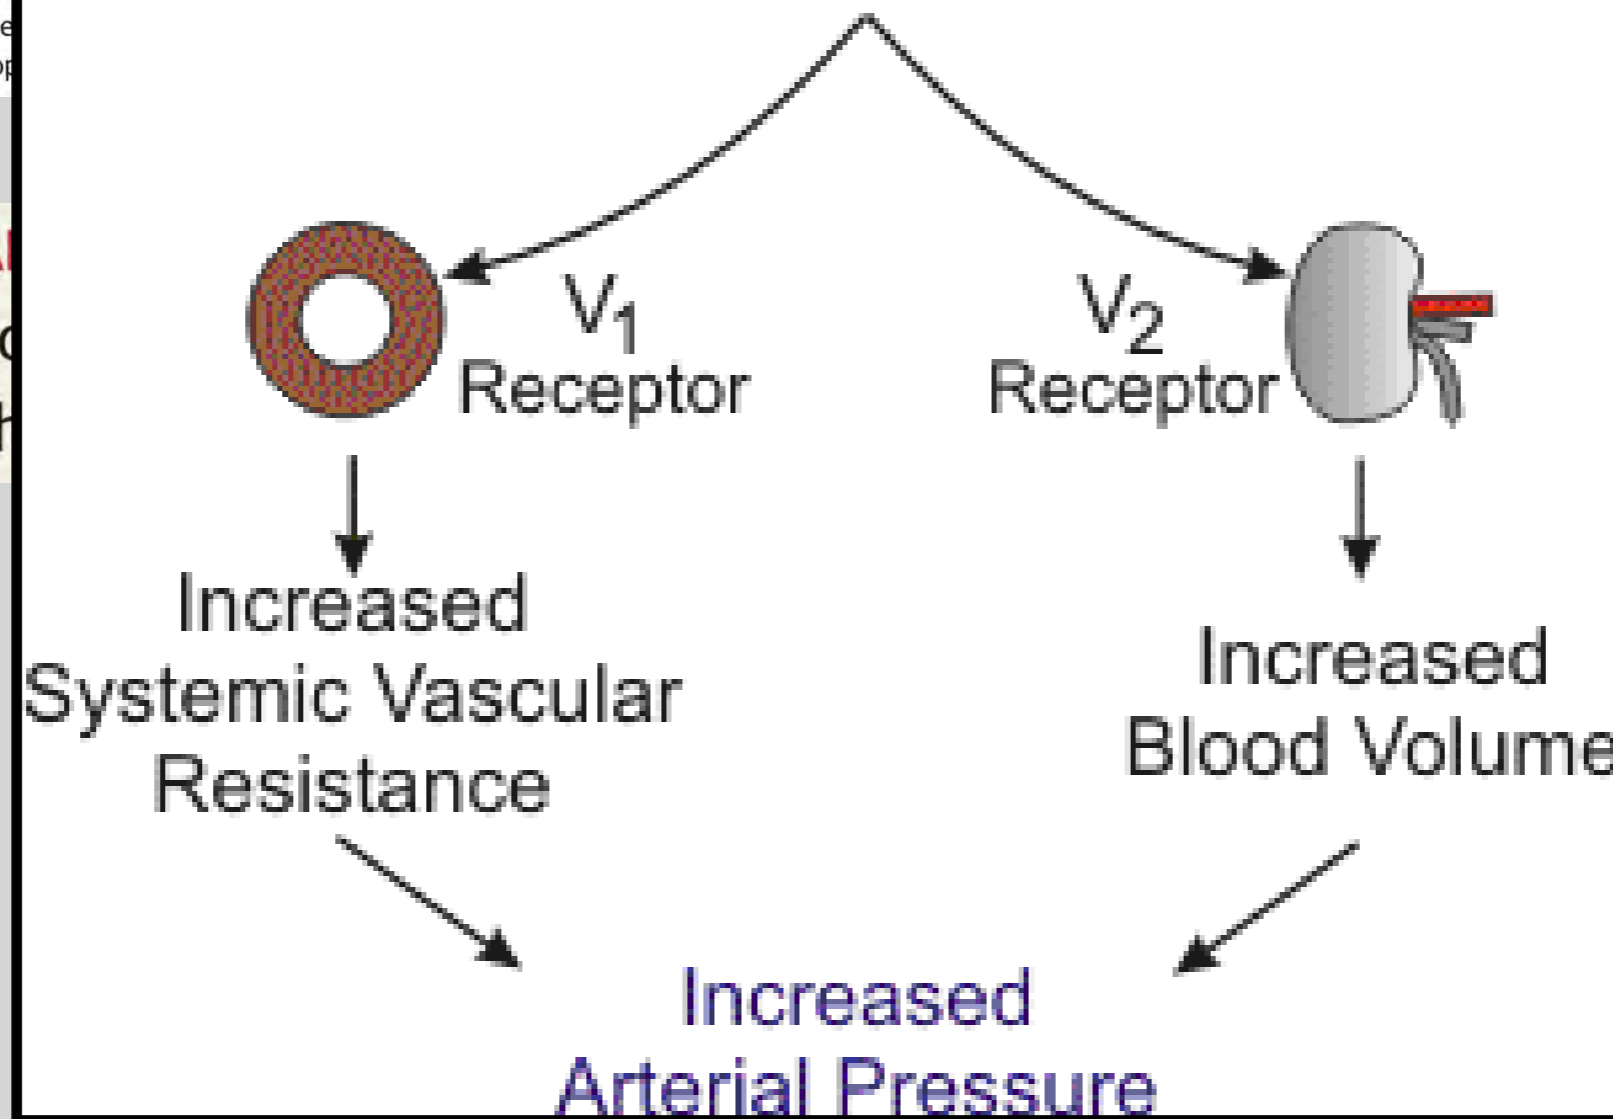 V1
Receptor
V2
Receptor
Increased
Systemic Vascular
Resistance
Increased
Blood Volume
Increased
Arterial Pressure